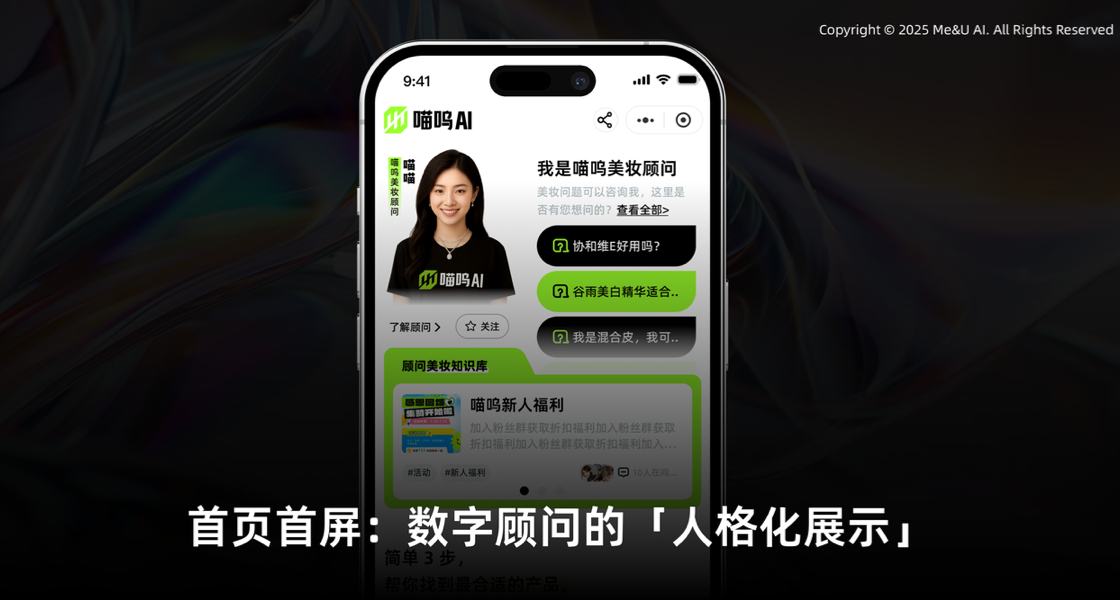 Copyright © 2025 Me&U AI. All Rights Reserved
9:41
喵呜AI
喵呜美妆顾问
喵喵
喵呜AI
了解顾问
关注
我是喵呜美妆顾问
美妆问题可以咨询我,这里是
否有您想问的?查看全部>
协和维E好用吗?
谷雨美白精华适合..
我是混合皮,我可..
顾问美妆知识库
喵呜新人福利
加入粉丝群获取折扣福利加入粉丝群获取
折扣福利加入粉丝群获取折扣福利加入...
#活动 #新人福利
10人在问...
首页首屏:数字顾问的「人格化展示」
简单 3 步,
帮你找到最合适的产品。